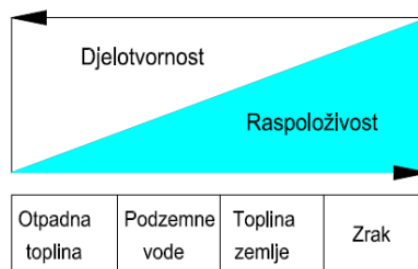 Djelotvornost
Raspoloživost
Otpadna
toplina
Podzemne
vode
Toplina
zemlje
Zrak